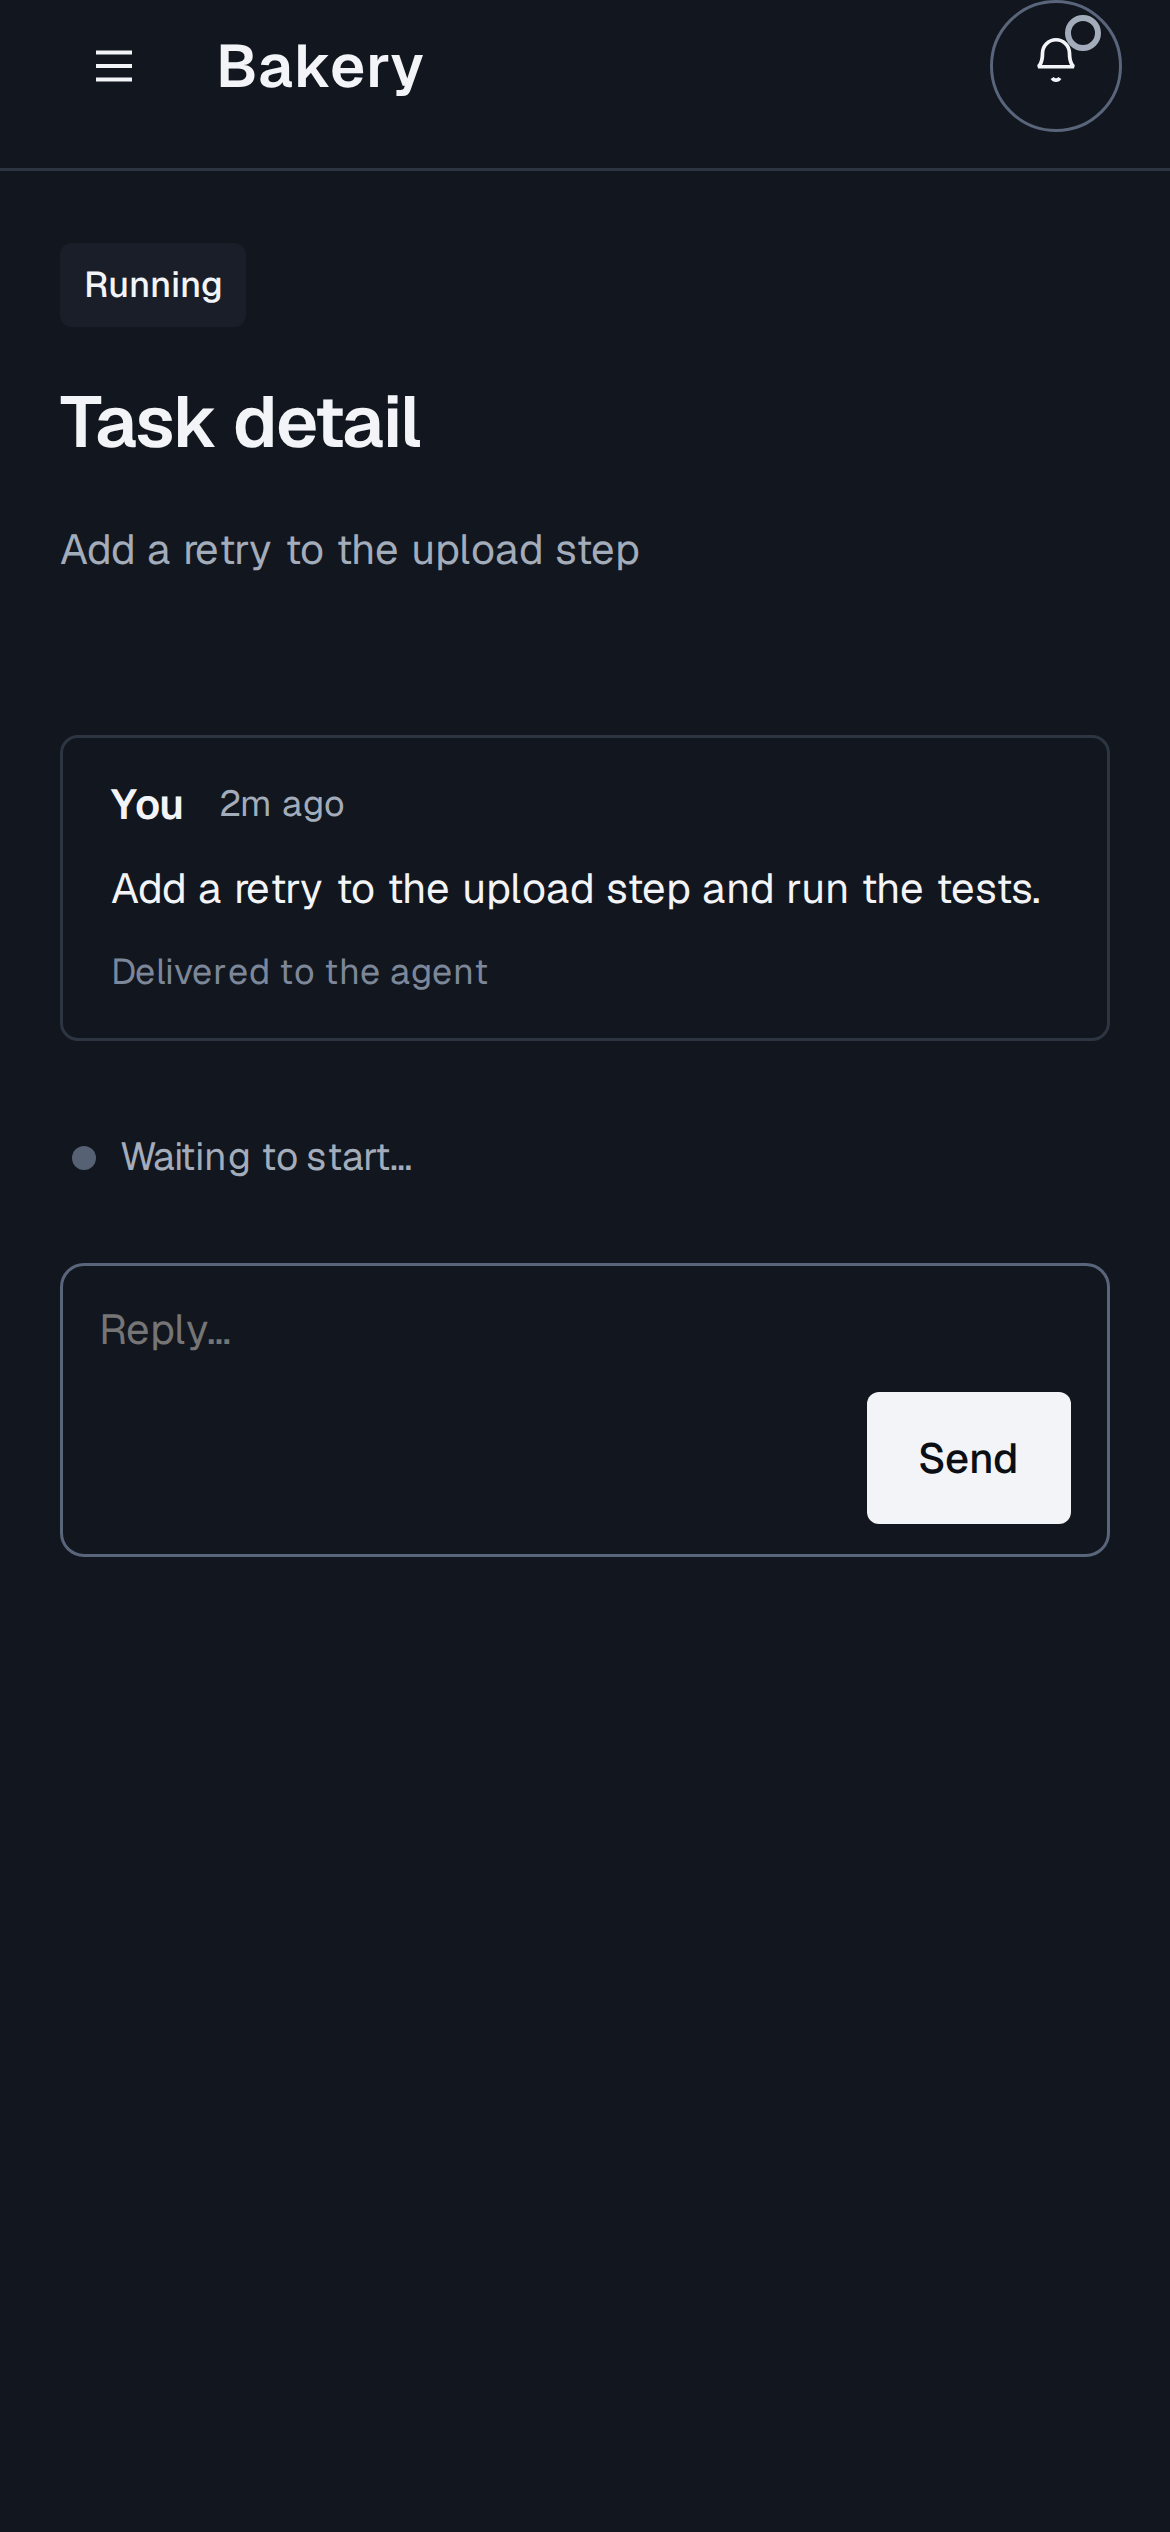 Bakery
Running
Task detail
Add a retry to the upload step
You 2m ago
Add a retry to the upload step and run the tests.
Delivered to the agent
Waiting to start…
Reply…
Send